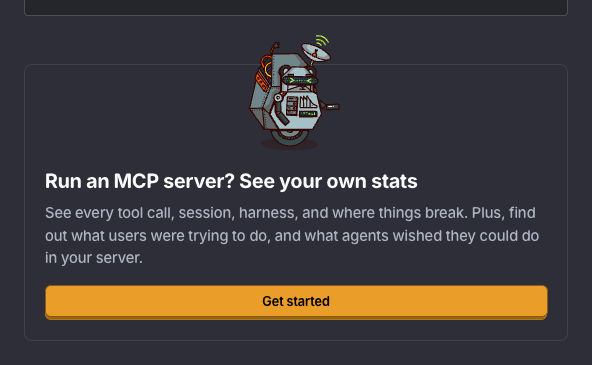 Run an MCP server? See your own stats
See every tool call, session, harness, and where things break. Plus, find
out what users were trying to do, and what agents wished they could do
in your server.
Get started